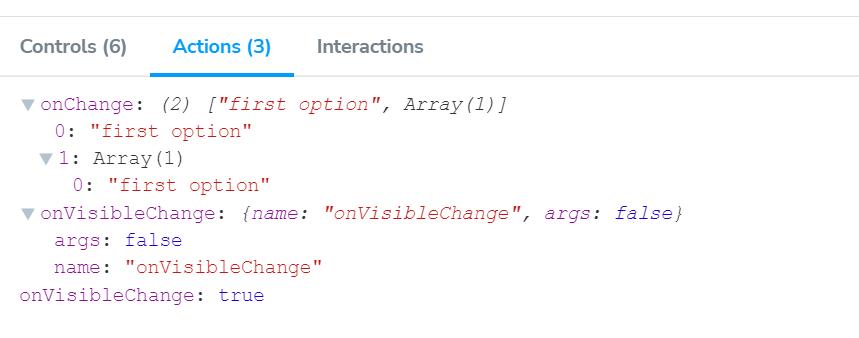 Controls (6) Actions (3) Interactions
▼onChange: (2) ["first option", Array(1)]
0: "first option"
▼1: Array(1)
0: "first option"
▼onVisibleChange: {name: "onVisibleChange", args: false}
args: false
name: "onVisibleChange"
onVisibleChange: true